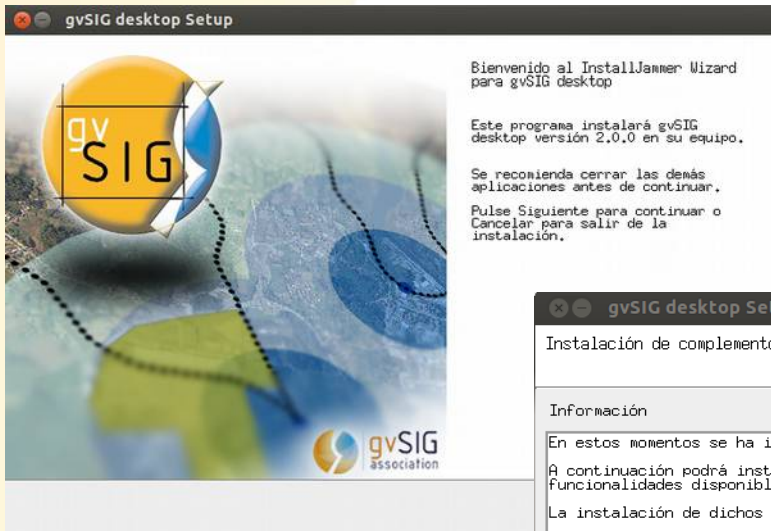 gvSIG desktop Setup
Bienvenido al InstallJammer Wizard
para gvSIG desktop
Este programa instalará gvSIG
desktop versión 2.0.0 en su equipo.
Se recomienda cerrar las demás
aplicaciones antes de continuar.
Pulse Siguiente para continuar o
Cancelar para salir de la
instalación.
gv
SIG
gvSIG
association
gvSIG desktop Se
Instalación de complemento
Información
En estos momentos se ha i
A continuación podrá inst
funcionalidades disponibl
La instalación de dichos